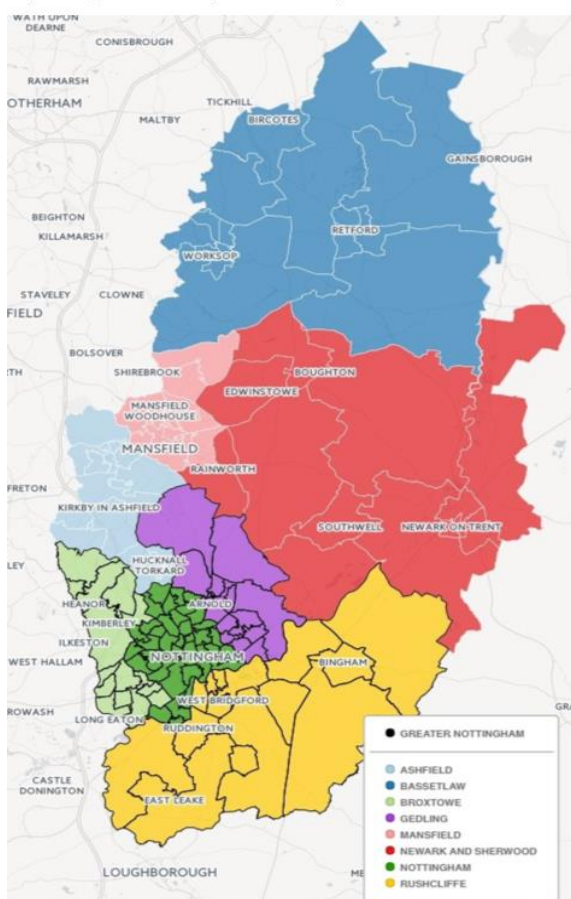 WATH UPON
DEARNE
CONISBROUGH
RAWMARSH
OTHERHAM
TICKHILL
MALTBY
BIRCOTES
GAINSBOROUGH
BEIGHTON
KILLAMARSH
RETFORD
WORKSOP
STAVELEY
CLOWNE
FIELD
BOLSOVER
SHIREBROOK
BOUGHTON
EDWINSTOWE
MANSFIELD
WOODHOUSE
MANSFIELD
RAINWORTH
FRETON
KIRKBY IN ASHFIELD
SOUTHWELL
NEWARK ON TRENT
LEY
HUCKNALL
TORKARD
HEANOR
ARNOLD
KIMBERLEY
ILKESTON
NOTTINGHAM
WEST HALLAM
BINGHAM
ROWASH
WEST BRIDGFORD
LONG EATON
RUDDINGTON
GRA
CASTLE
DONINGTON
EAST LEAKE
LOUGHBOROUGH
ME
GREATER NOTTINGHAM
ASHFIELD
BASSETLAW
BROXTOWE
GEDLING
MANSFIELD
NEWARK AND SHERWOOD
NOTTINGHAM
RUSHCLIFFE